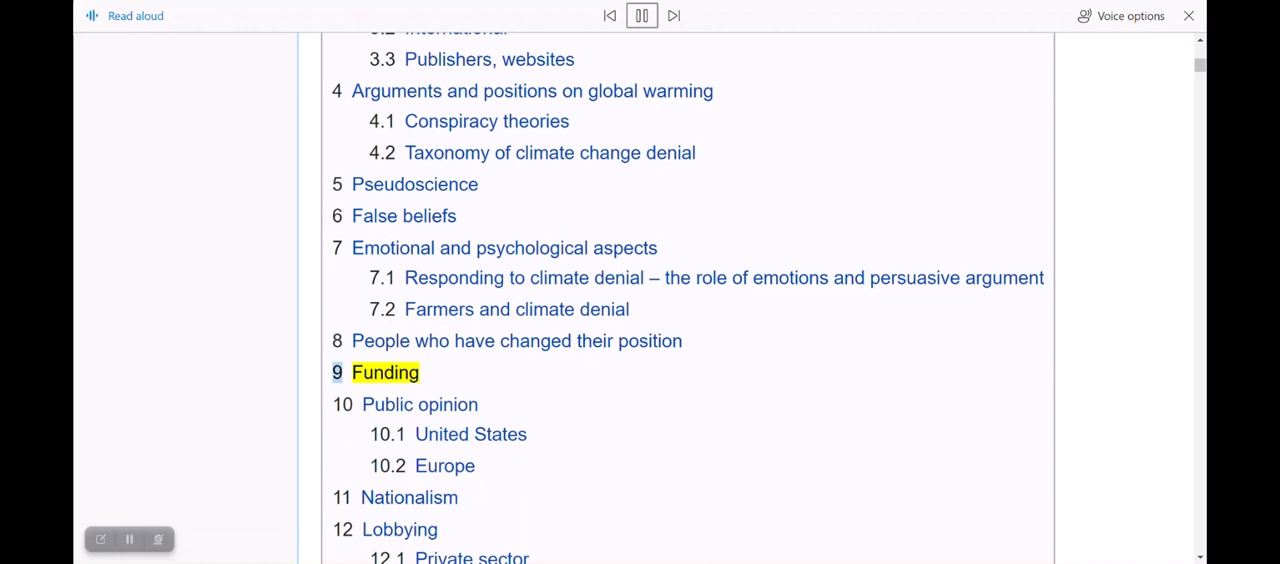 Read aloud
Voice options
3.2 International
3.3 Publishers, websites
4 Arguments and positions on global warming
4.1 Conspiracy theories
4.2 Taxonomy of climate change denial
5 Pseudoscience
6 False beliefs
7 Emotional and psychological aspects
7.1 Responding to climate denial – the role of emotions and persuasive argument
7.2 Farmers and climate denial
8 People who have changed their position
9 Funding
10 Public opinion
10.1 United States
10.2 Europe
11 Nationalism
12 Lobbying
12.1 Private sector